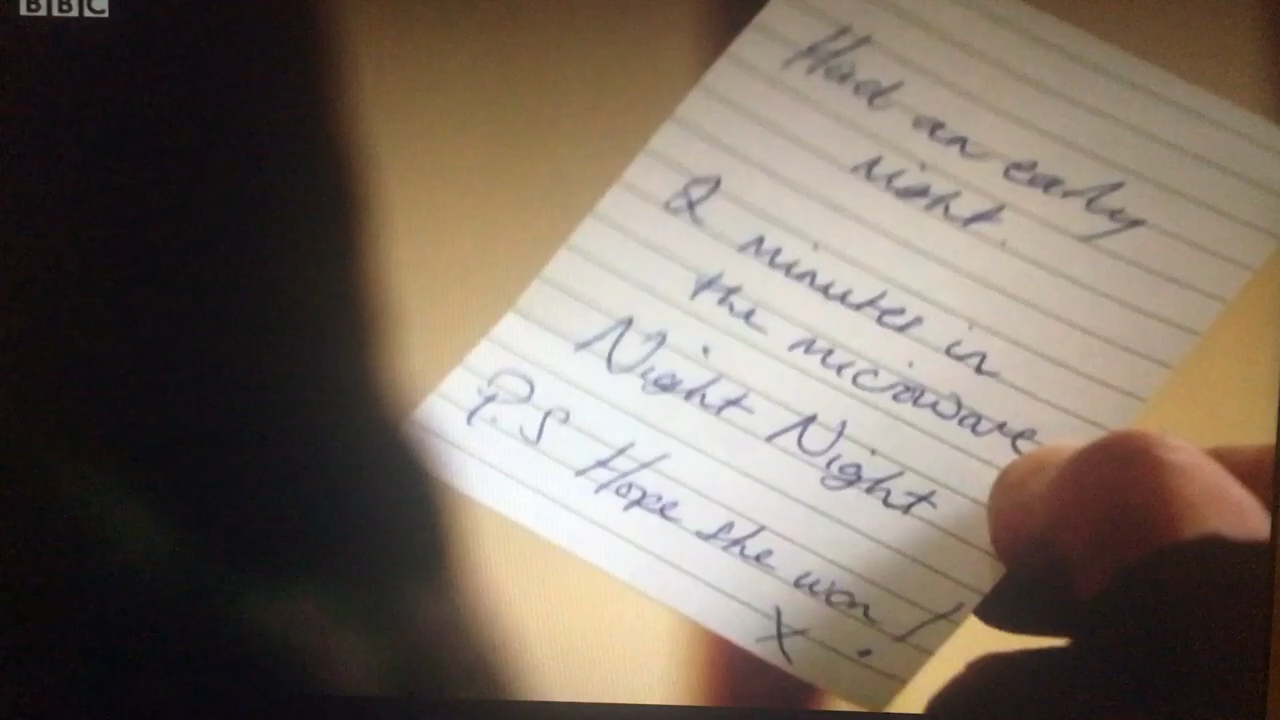 BBC
Had an early
night.
2 minutes in
the microwave
Night Night
P.S Hope she won!
X